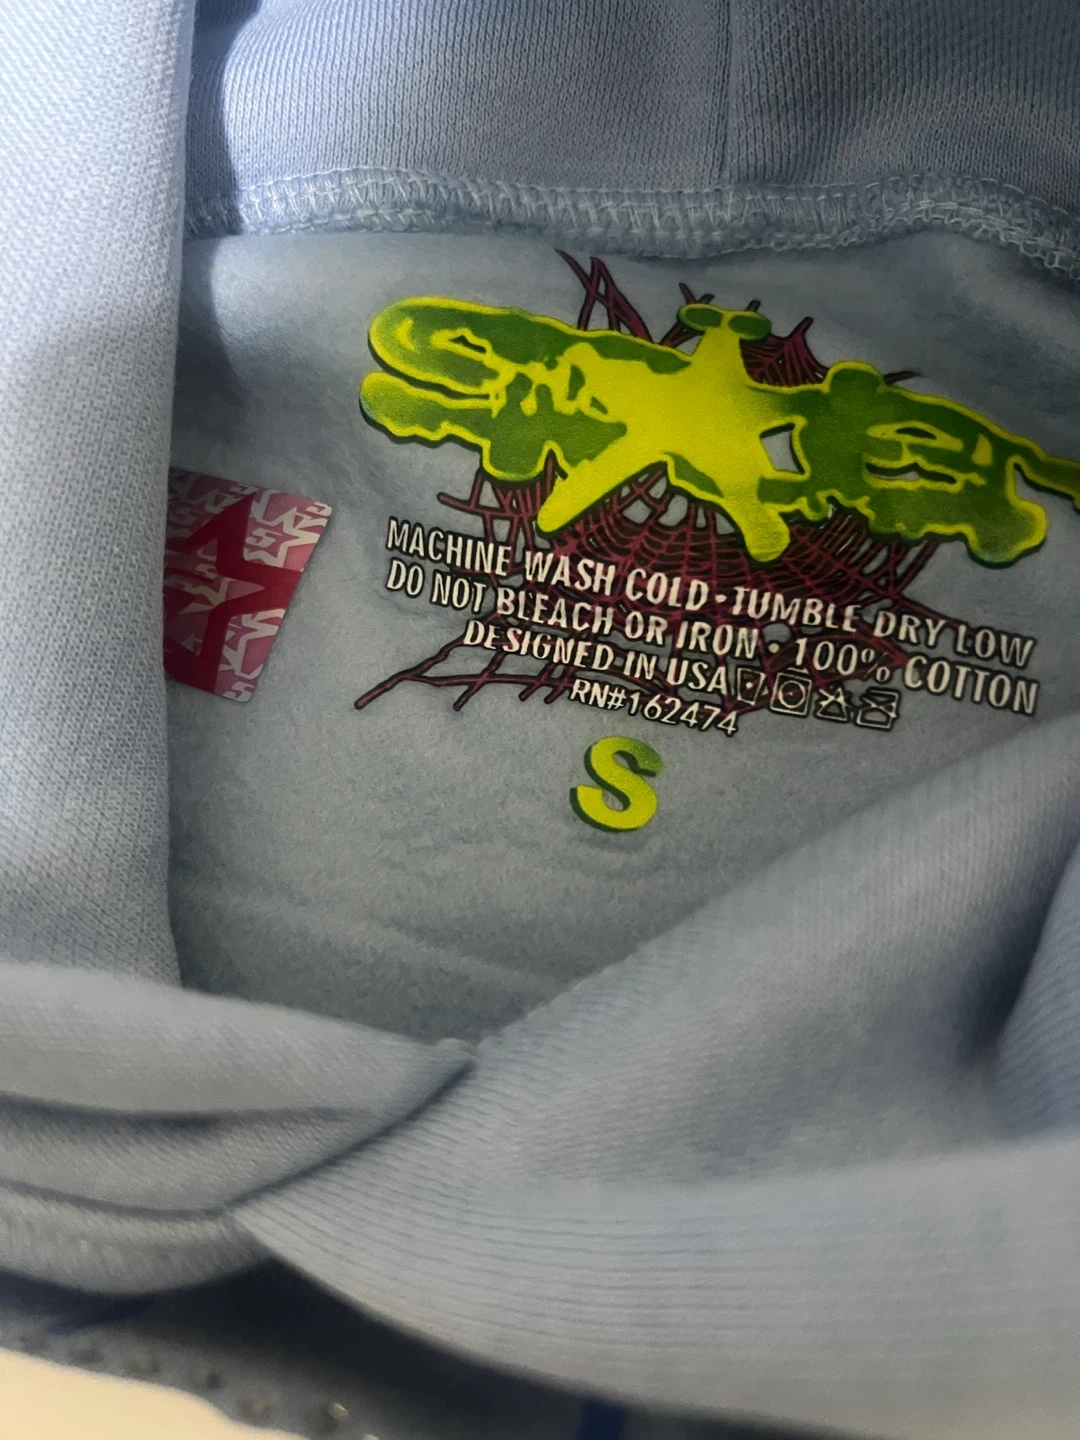 MACHINE WASH COLD • TUMBLE DRY LOW
DO NOT BLEACH OR IRON • 100% COTTON
DESIGNED IN USA
RN#162474
S